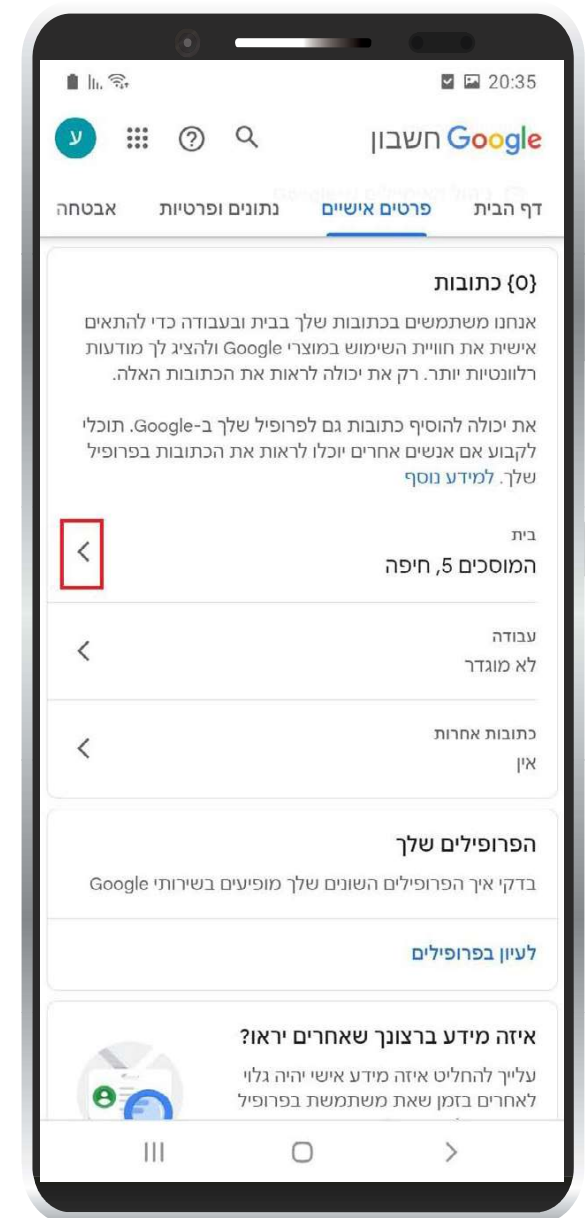 20:35
חשבון Google
ע
דף הבית פרטים אישיים נתונים ופרטיות אבטחה
{0} כתובות
אנחנו משתמשים בכתובות שלך בבית ובעבודה כדי להתאים
אישית את חוויית השימוש במוצרי Google ולהציג לך מודעות
רלוונטיות יותר. רק את יכולה לראות את הכתובות האלה.
את יכולה להוסיף כתובות גם לפרופיל שלך ב-Google. תוכלי
לקבוע אם אנשים אחרים יוכלו לראות את הכתובות בפרופיל
שלך. למידע נוסף
בית
המוסכים 5, חיפה
עבודה
לא מוגדר
כתובות אחרות
אין
הפרופילים שלך
בדקי איך הפרופילים השונים שלך מופיעים בשירותי Google
לעיון בפרופילים
איזה מידע ברצונך שאחרים יראו?
עלייך להחליט איזה מידע אישי יהיה גלוי
לאחרים בזמן שאת משתמשת בפרופיל